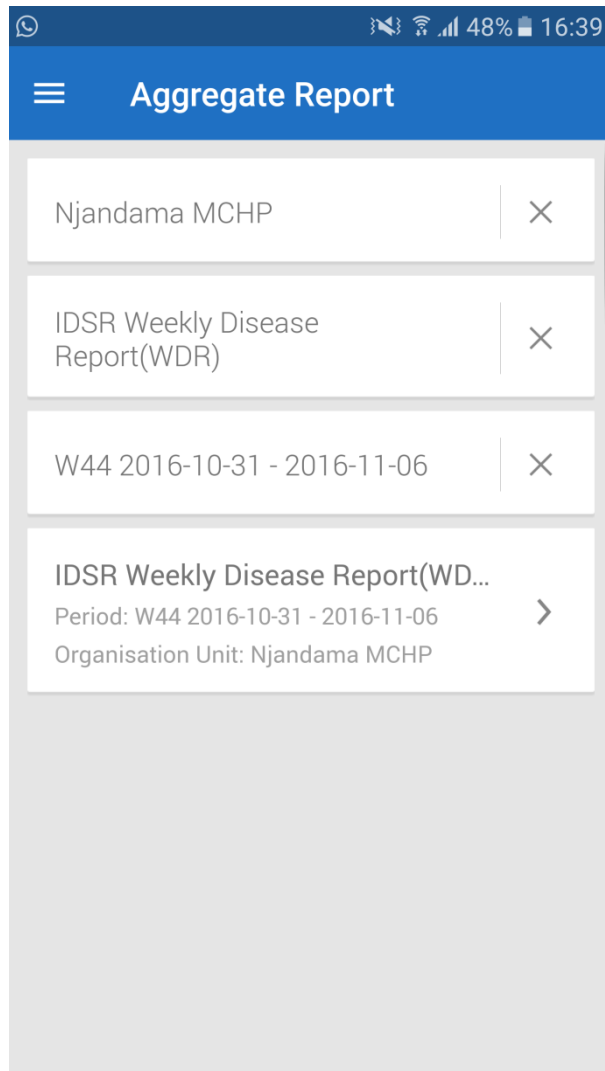 48% 16:39
Aggregate Report
Njandama MCHP
IDSR Weekly Disease
Report(WDR)
W44 2016-10-31 - 2016-11-06
IDSR Weekly Disease Report(WD...
Period: W44 2016-10-31 - 2016-11-06
Organisation Unit: Njandama MCHP